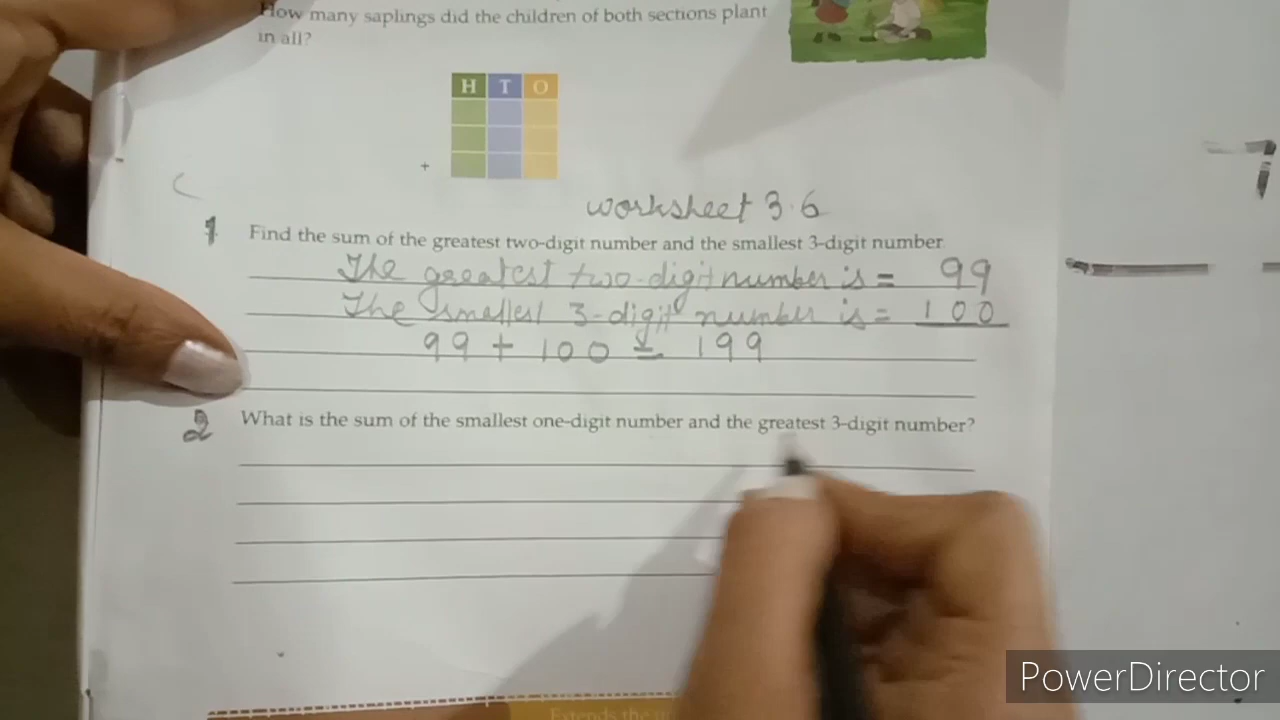 How many saplings did the children of both sections plant
in all?
H T O
+
worksheet 3.6
1 Find the sum of the greatest two-digit number and the smallest 3-digit number
The greatest two-digit number is = 99
The smallest 3-digit number is = 100
99 + 100 = 199
2 What is the sum of the smallest one-digit number and the greatest 3-digit number?
Extends the
PowerDirector